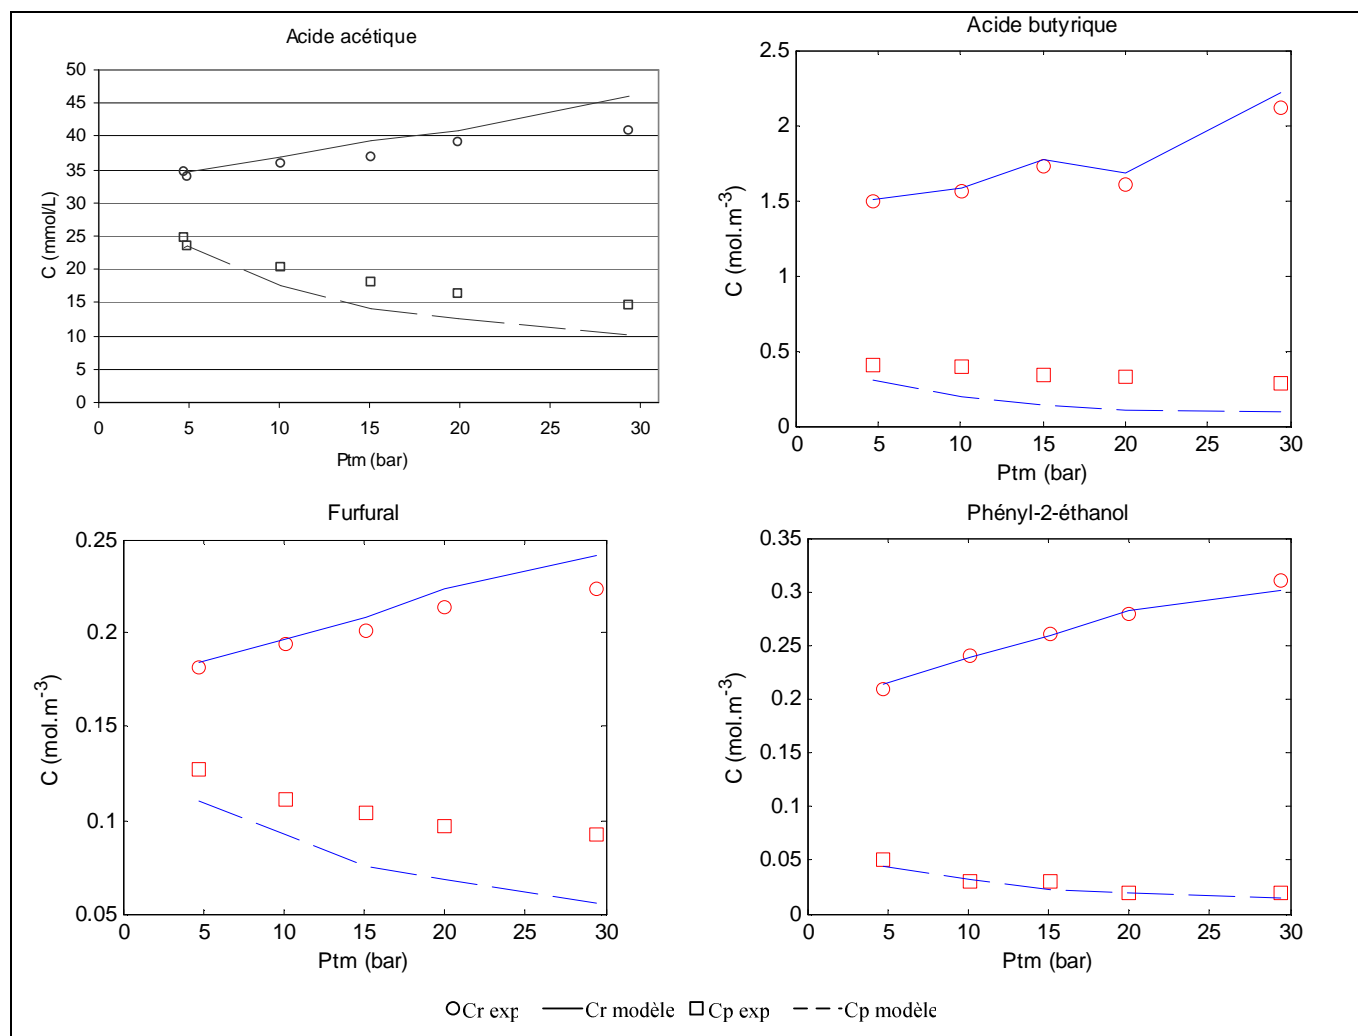 Acide acétique
50
45
40
35
30
25
20
15
10
5
0
C (mmol/L)
0 5 10 15 20 25 30
Ptm (bar)
Acide butyrique
2.5
2
1.5
1
0.5
0
C (mol.m-3)
0 5 10 15 20 25 30
Ptm (bar)
Furfural
0.25
0.2
0.15
0.1
0.05
C (mol.m-3)
0 5 10 15 20 25 30
Ptm (bar)
Phényl-2-éthanol
0.35
0.3
0.25
0.2
0.15
0.1
0.05
0
C (mol.m-3)
0 5 10 15 20 25 30
Ptm (bar)
Cr exp Cr modèle Cp exp Cp modèle